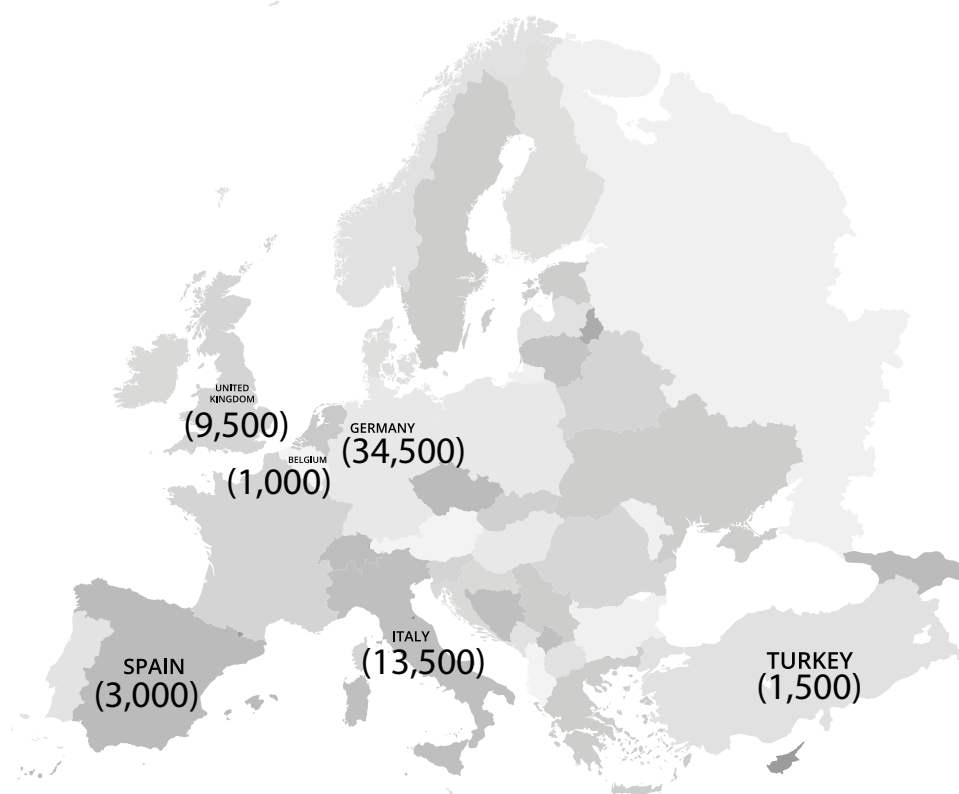 UNITED
KINGDOM
(9,500)
GERMANY
(34,500)
BELGIUM
(1,000)
ITALY
(13,500)
SPAIN
(3,000)
TURKEY
(1,500)